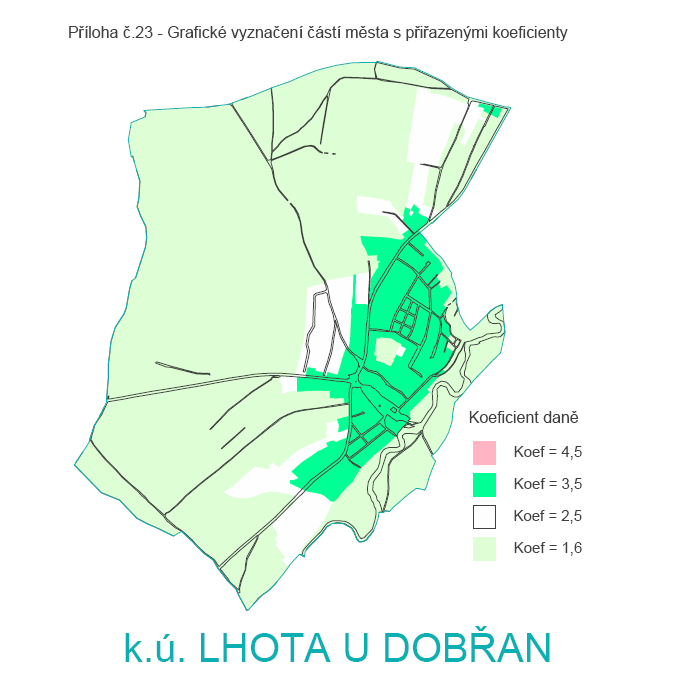 Příloha č.23 - Grafické vyznačení částí města s přiřazenými koeficienty
Koeficient daně
Koef = 4,5
Koef = 3,5
Koef = 2,5
Koef = 1,6
k.ú. LHOTA U DOBŘAN